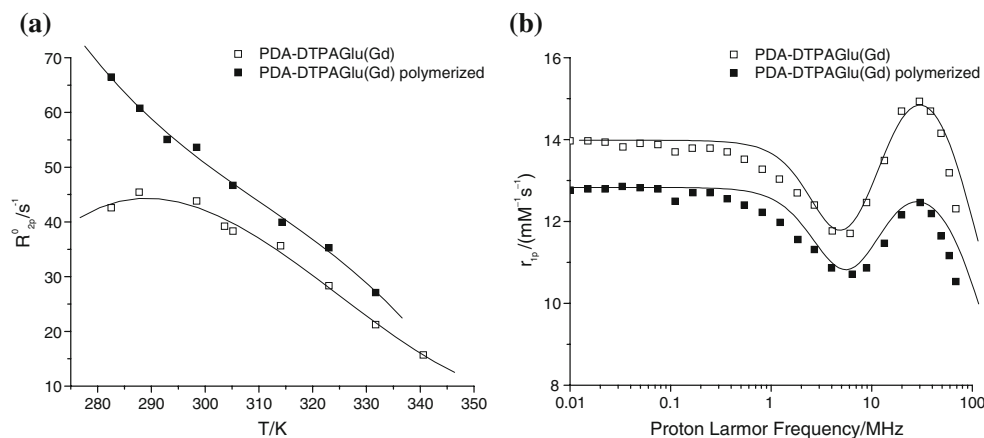 (a)
PDA-DTPAGlu(Gd)
PDA-DTPAGlu(Gd) polymerized
R⁰₂ₚ/s⁻¹
70
60
50
40
30
20
10
280 290 300 310 320 330 340 350
T/K
(b)
PDA-DTPAGlu(Gd)
PDA-DTPAGlu(Gd) polymerized
r₁ₚ/(mM⁻¹s⁻¹)
16
14
12
10
8
0.01 0.1 1 10 100
Proton Larmor Frequency/MHz